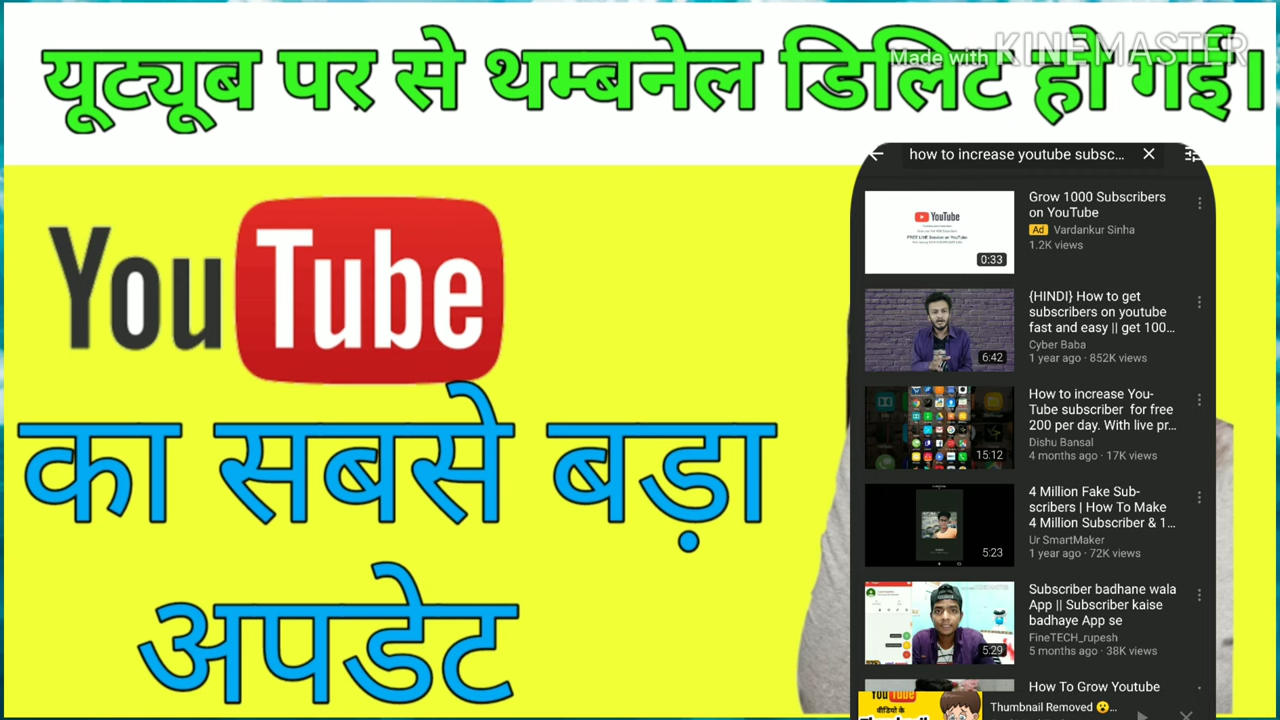 यूट्यूब पर से थम्बनेल डिलिट हो गई।
Made with KINEMASTER
YouTube
का सबसे बड़ा
अपडेट
how to increase youtube subsc...
YouTube
0:33
Grow 1000 Subscribers
on YouTube
Ad Vardankur Sinha
1.2K views
6:42
{HINDI} How to get
subscribers on youtube
fast and easy || get 100...
Cyber Baba
1 year ago · 852K views
15:12
How to increase You-
Tube subscriber for free
200 per day. With live pr...
Dishu Bansal
4 months ago · 17K views
5:23
4 Million Fake Sub-
scribers | How To Make
4 Million Subscriber & 1...
Ur SmartMaker
1 year ago · 72K views
5:29
Subscriber badhane wala
App || Subscriber kaise
badhaye App se
FineTECH_rupesh
5 months ago · 38K views
How To Grow Youtube
YouTube
वीडियो के
Thumbnail Removed 😮...